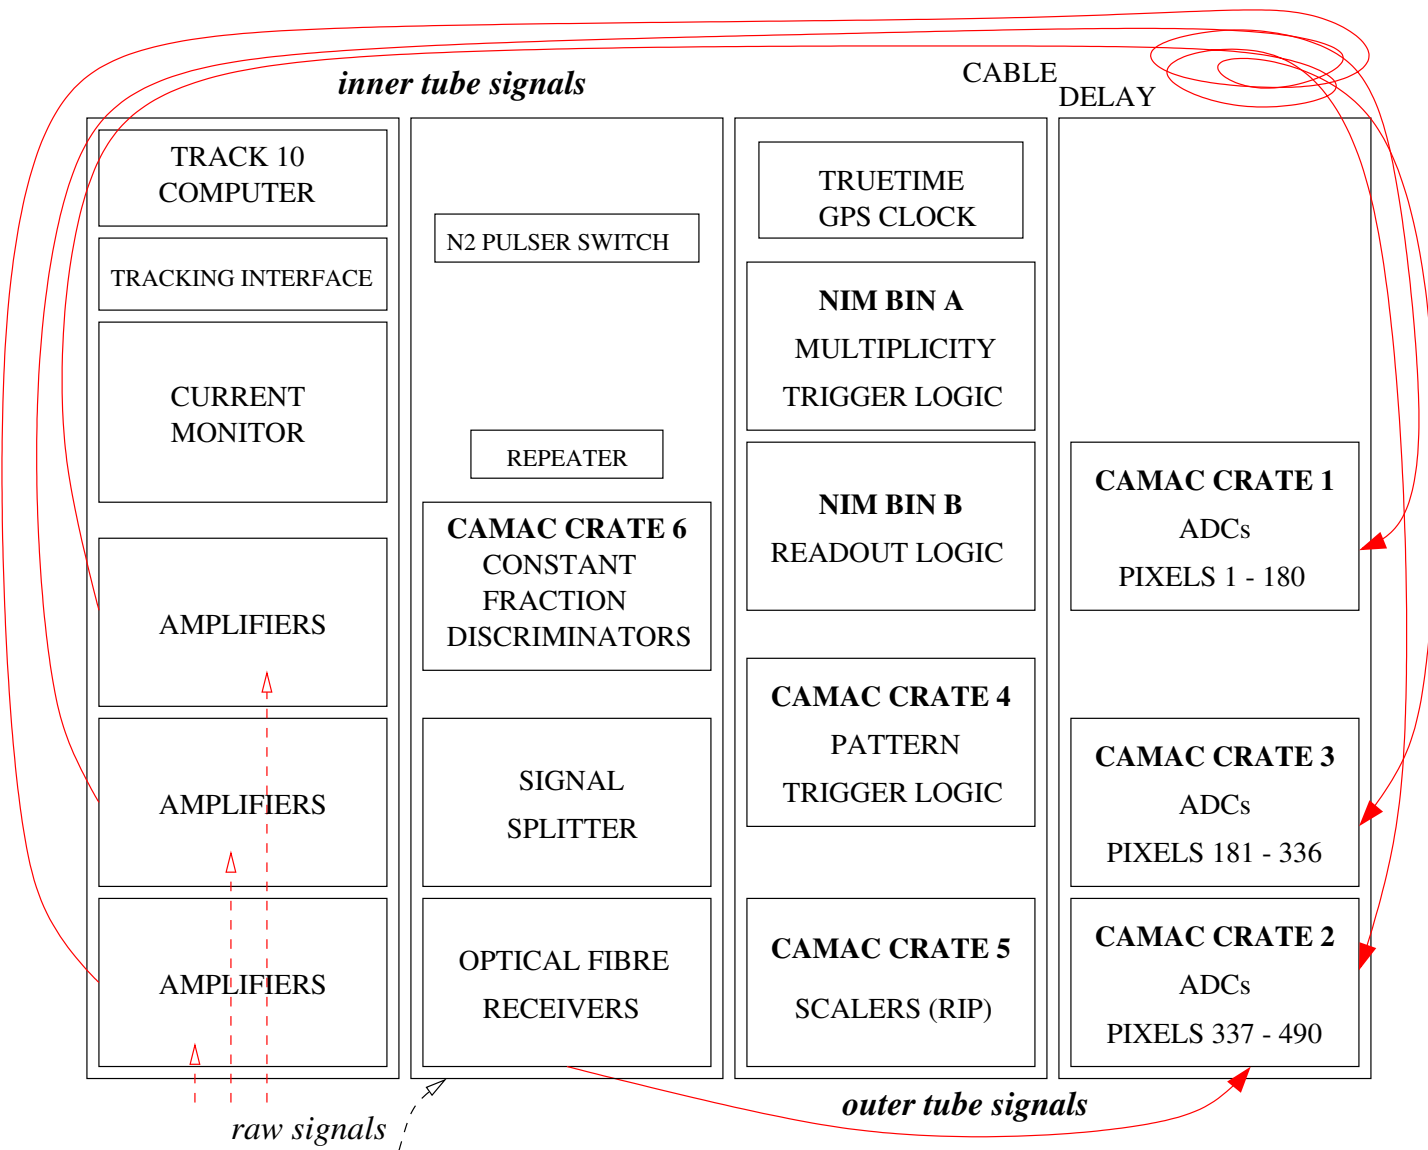 inner tube signals
CABLE
DELAY
TRACK 10
COMPUTER
TRACKING INTERFACE
CURRENT
MONITOR
AMPLIFIERS
AMPLIFIERS
AMPLIFIERS
raw signals
N2 PULSER SWITCH
REPEATER
CAMAC CRATE 6
CONSTANT
FRACTION
DISCRIMINATORS
SIGNAL
SPLITTER
OPTICAL FIBRE
RECEIVERS
TRUETIME
GPS CLOCK
NIM BIN A
MULTIPLICITY
TRIGGER LOGIC
NIM BIN B
READOUT LOGIC
CAMAC CRATE 4
PATTERN
TRIGGER LOGIC
CAMAC CRATE 5
SCALERS (RIP)
CAMAC CRATE 1
ADCs
PIXELS 1 - 180
CAMAC CRATE 3
ADCs
PIXELS 181 - 336
CAMAC CRATE 2
ADCs
PIXELS 337 - 490
outer tube signals